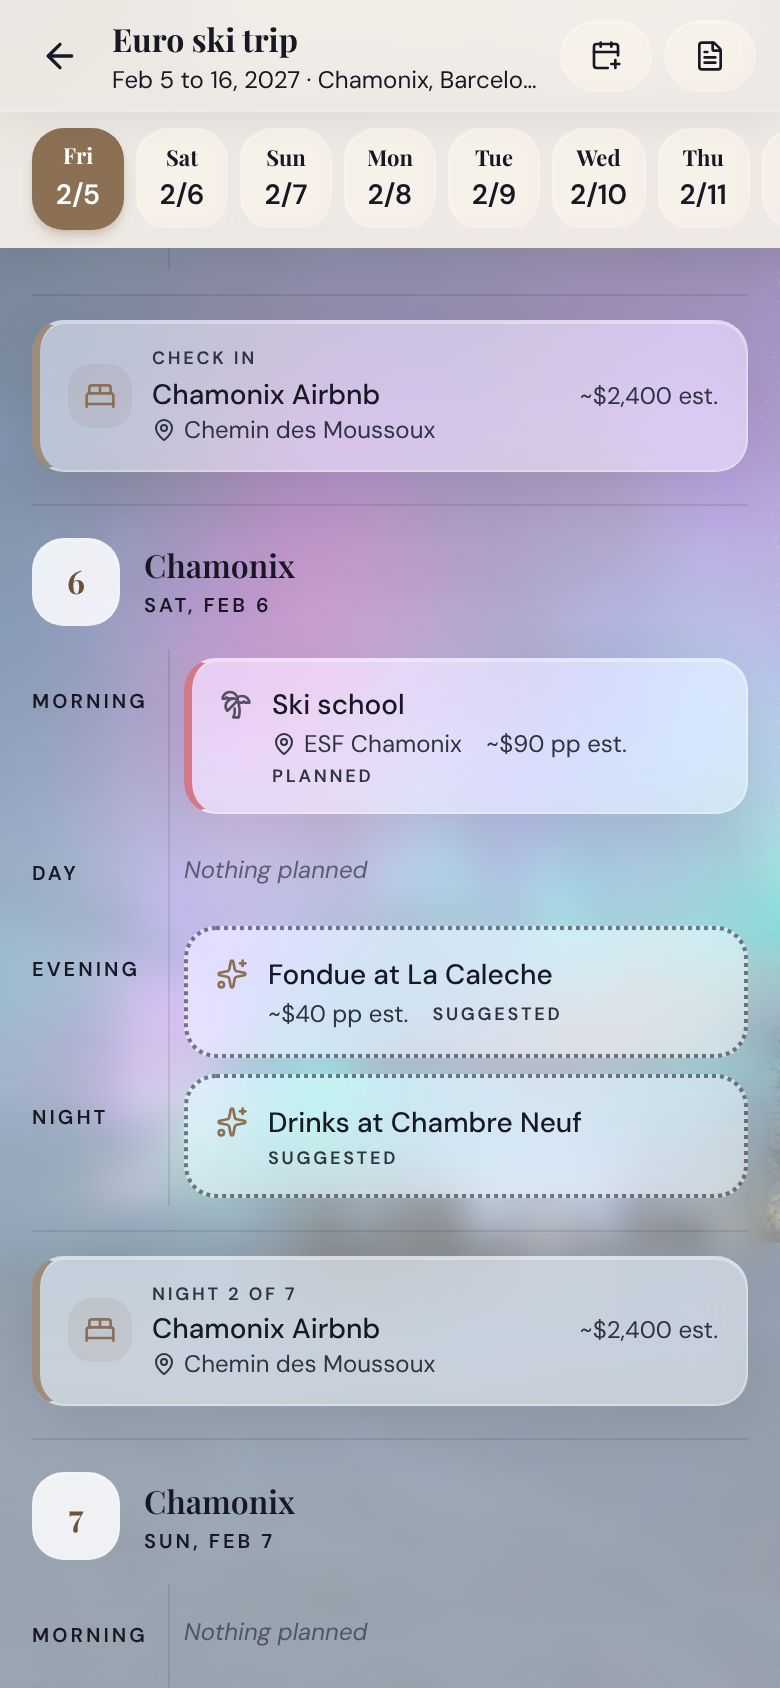 Euro ski trip
Feb 5 to 16, 2027 · Chamonix, Barcelo...
Fri
2/5
Sat
2/6
Sun
2/7
Mon
2/8
Tue
2/9
Wed
2/10
Thu
2/11
CHECK IN
Chamonix Airbnb
~$2,400 est.
Chemin des Moussoux
6
Chamonix
SAT, FEB 6
MORNING
Ski school
ESF Chamonix ~$90 pp est.
PLANNED
DAY
Nothing planned
EVENING
Fondue at La Caleche
~$40 pp est. SUGGESTED
NIGHT
Drinks at Chambre Neuf
SUGGESTED
NIGHT 2 OF 7
Chamonix Airbnb
~$2,400 est.
Chemin des Moussoux
7
Chamonix
SUN, FEB 7
MORNING
Nothing planned